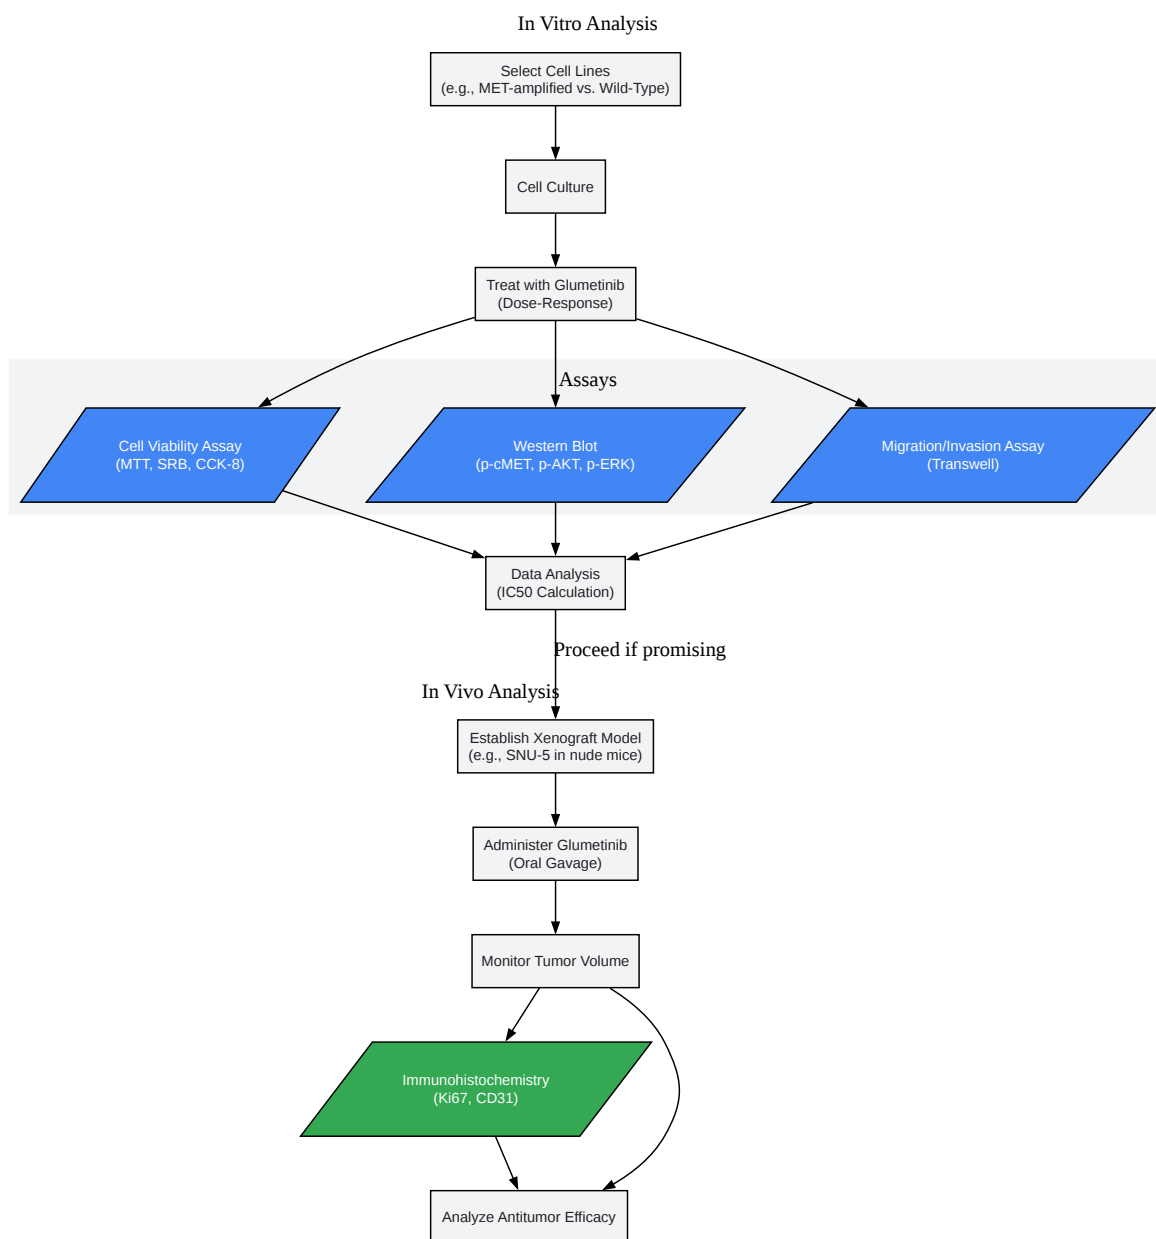 In Vitro Analysis
Select Cell Lines
(e.g., MET-amplified vs. Wild-Type)
Cell Culture
Treat with Glumetinib
(Dose-Response)
Assays
Cell Viability Assay
(MTT, SRB, CCK-8)
Western Blot
(p-cMET, p-AKT, p-ERK)
Migration/Invasion Assay
(Transwell)
Data Analysis
(IC50 Calculation)
Proceed if promising
In Vivo Analysis
Establish Xenograft Model
(e.g., SNU-5 in nude mice)
Administer Glumetinib
(Oral Gavage)
Monitor Tumor Volume
Immunohistochemistry
(Ki67, CD31)
Analyze Antitumor Efficacy